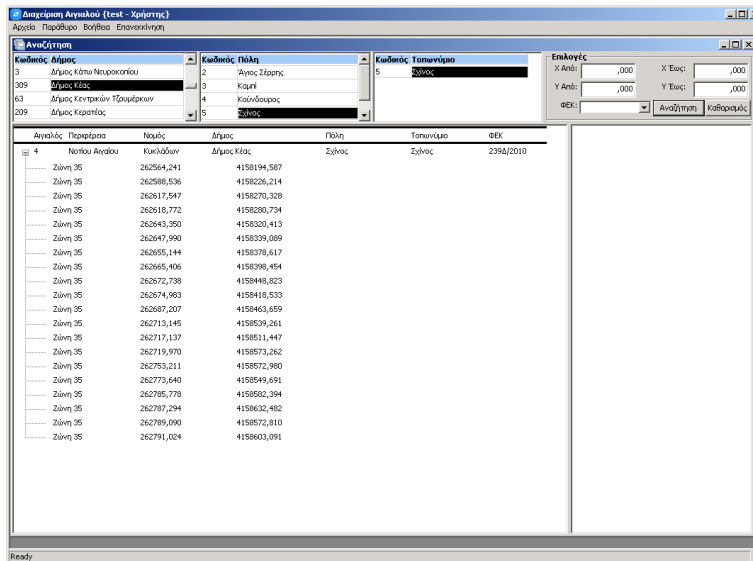 Διαχείριση Αιγιαλού {test - Χρήστης}
Αρχείο Παράθυρο Βοήθεια Επανεκκίνηση
Αναζήτηση
Κωδικός Δήμος
3 Δήμος Κάτω Νευροκοπίου
309 Δήμος Κέας
63 Δήμος Κεντρικών Τζουμέρκων
209 Δήμος Κερατέας
Κωδικός Πόλη
2 Άγιος Σέρρης
3 Καμπί
4 Κούνδουρος
5 Σχίνος
Κωδικός Τοπωνύμιο
5 Σχίνος
Επιλογές
Χ Από: ,000 Χ Έως: ,000
Υ Από: ,000 Υ Έως: ,000
ΦΕΚ: Αναζήτηση Καθορισμός
Αιγιαλός Περιφέρεια Νομός Δήμος Πόλη Τοπωνύμιο ΦΕΚ
4 Νοτίου Αιγαίου Κυκλάδων Δήμος Κέας Σχίνος Σχίνος 239Δ/2010
Ζώνη 35 262564,241 4158194,587
Ζώνη 35 262588,536 4158226,214
Ζώνη 35 262617,547 4158270,328
Ζώνη 35 262618,772 4158280,734
Ζώνη 35 262643,350 4158320,413
Ζώνη 35 262647,990 4158339,089
Ζώνη 35 262655,144 4158378,617
Ζώνη 35 262665,406 4158398,454
Ζώνη 35 262672,738 4158448,823
Ζώνη 35 262674,983 4158418,533
Ζώνη 35 262687,207 4158463,659
Ζώνη 35 262713,145 4158539,261
Ζώνη 35 262717,137 4158511,447
Ζώνη 35 262719,970 4158573,262
Ζώνη 35 262753,211 4158572,980
Ζώνη 35 262773,640 4158549,691
Ζώνη 35 262785,778 4158582,394
Ζώνη 35 262787,294 4158632,482
Ζώνη 35 262789,090 4158572,810
Ζώνη 35 262791,024 4158603,091
Ready